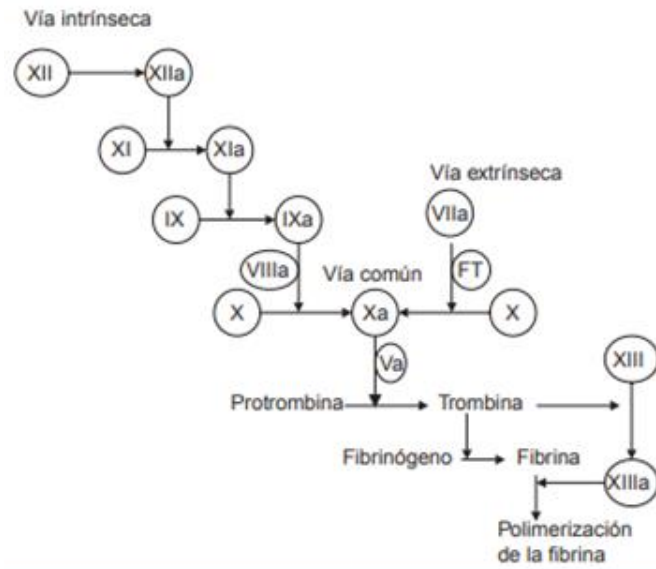 Vía intrínseca
XII XIIa
XI XIa
Vía extrínseca
IX IXa VIIa
VIIIa Vía común FT
X Xa X
Va XIII
Protrombina Trombina
Fibrinógeno Fibrina XIIIa
Polimerización
de la fibrina